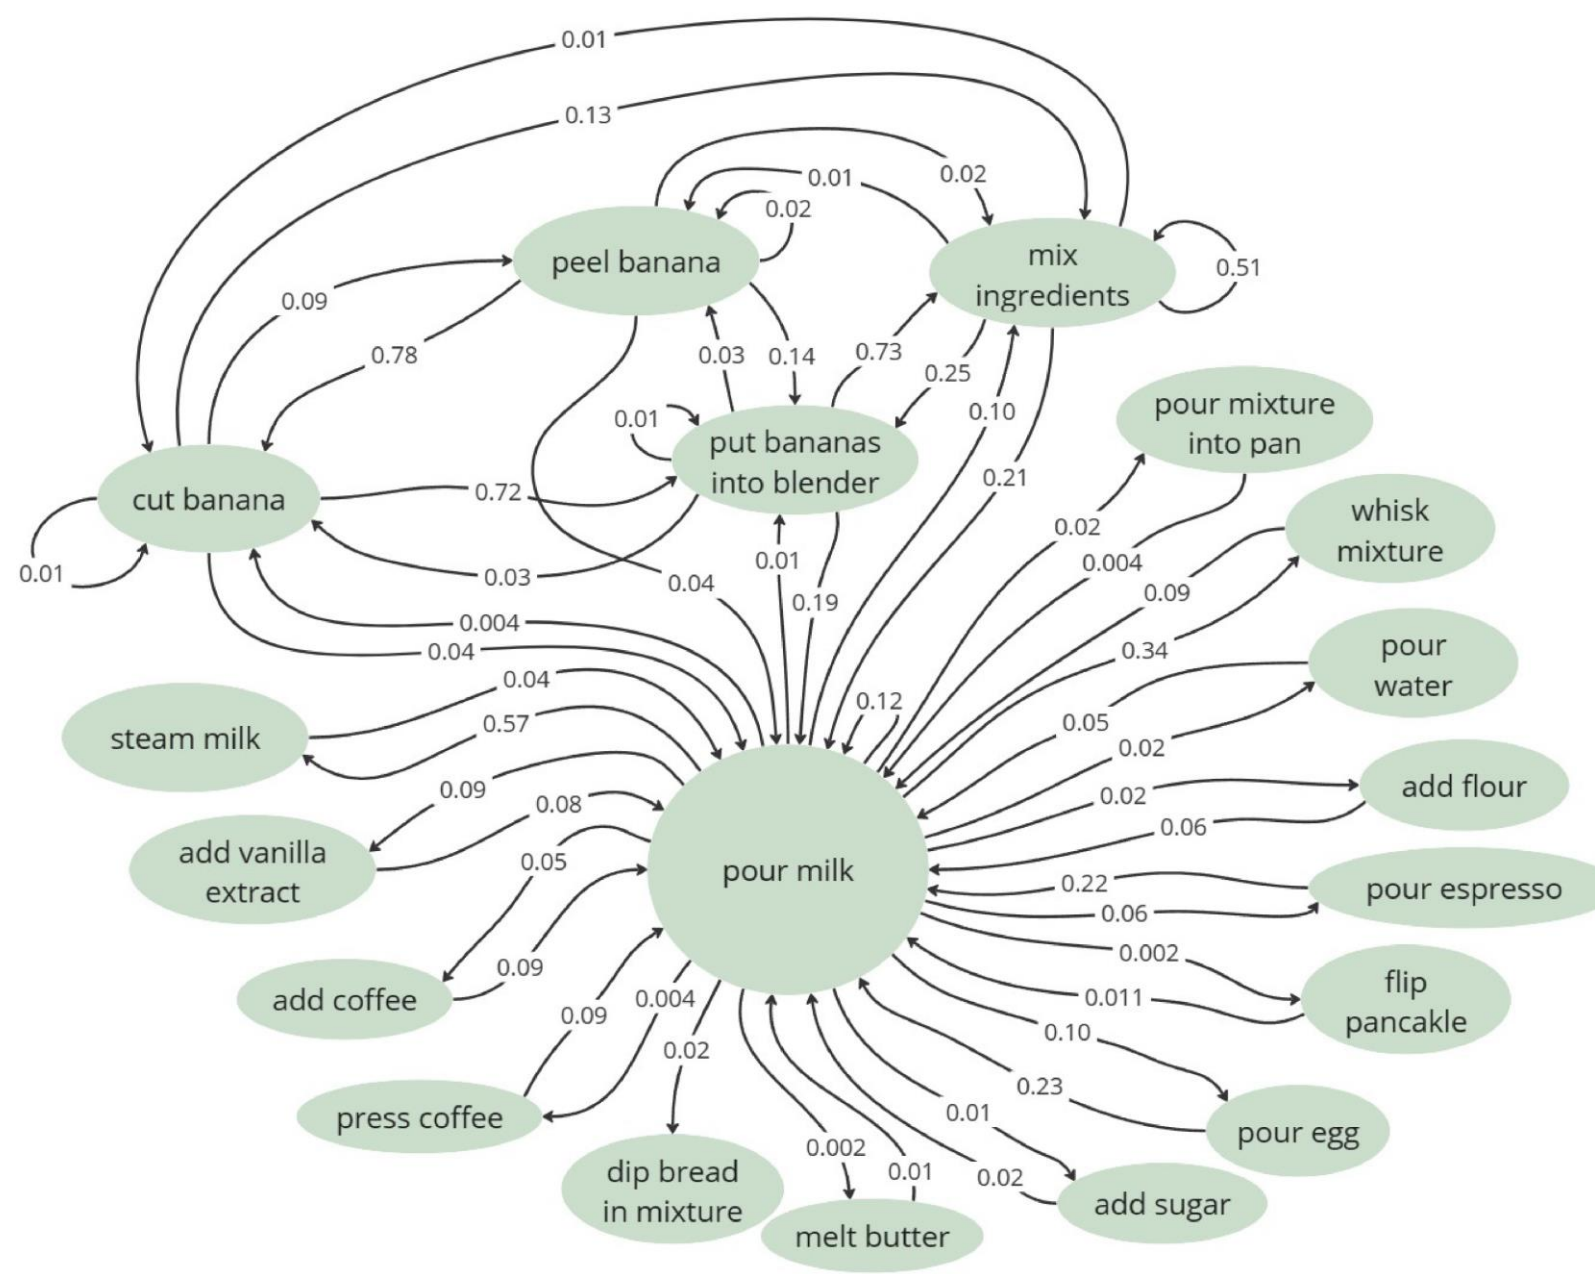 0.01
0.13
0.02
0.01
0.02
peel banana
mix
ingredients
0.51
0.09
0.78
0.03
0.14
0.73
0.25
0.01
0.10
pour mixture
into pan
put bananas
into blender
0.21
cut banana
0.72
0.02
whisk
mixture
0.01
0.03
0.04
0.01
0.19
0.004
0.09
0.004
0.04
0.34
pour
water
0.04
0.57
0.12
0.05
0.02
steam milk
0.09
0.08
0.02
add flour
0.06
add vanilla
extract
0.05
pour milk
0.22
0.06
pour espresso
0.002
0.09
add coffee
0.004
0.011
flip
pancakle
0.09
0.02
0.10
0.23
press coffee
0.01
pour egg
dip bread
in mixture
0.002
0.01
0.02
add sugar
melt butter